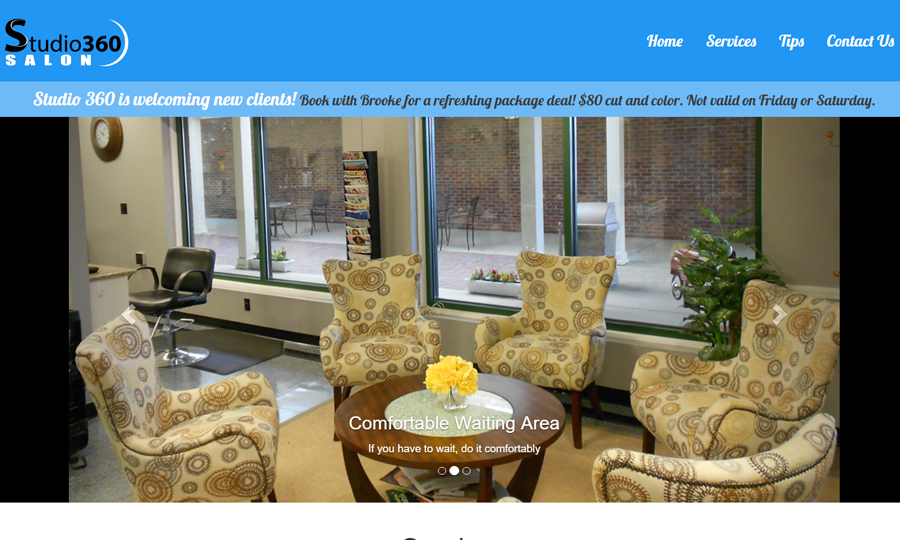 Studio360
SALON
Home Services Tips Contact Us
Studio 360 is welcoming new clients! Book with Brooke for a refreshing package deal! $80 cut and color. Not valid on Friday or Saturday.
Comfortable Waiting Area
If you have to wait, do it comfortably